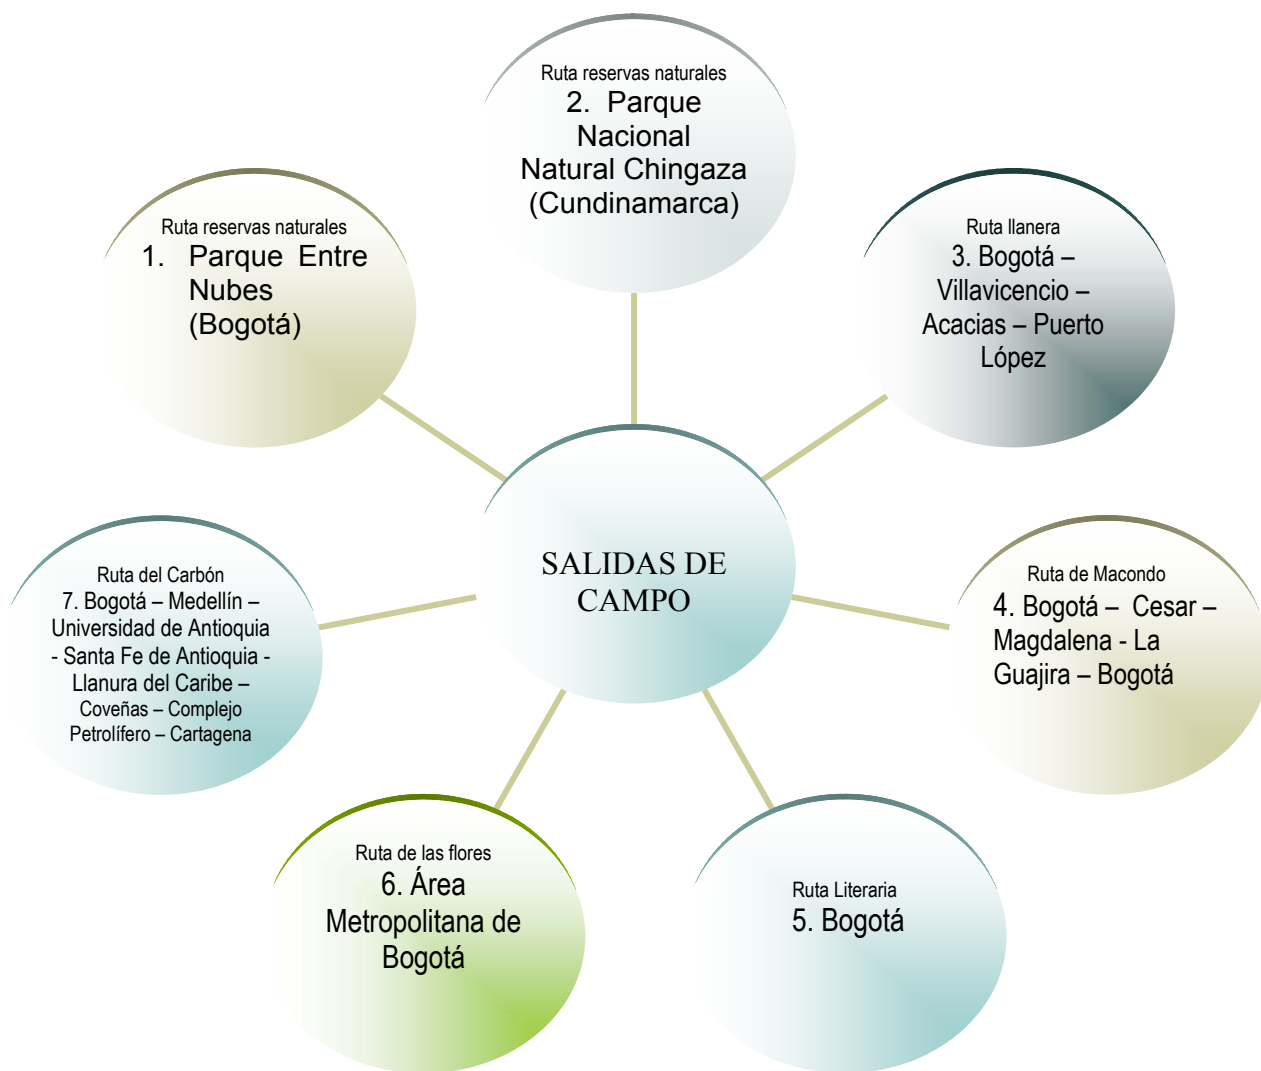 Ruta reservas naturales
1. Parque Entre
Nubes
(Bogotá)
Ruta reservas naturales
2. Parque
Nacional
Natural Chingaza
(Cundinamarca)
Ruta llanera
3. Bogotá –
Villavicencio –
Acacias – Puerto
López
Ruta de Macondo
4. Bogotá – Cesar –
Magdalena - La
Guajira – Bogotá
Ruta Literaria
5. Bogotá
Ruta de las flores
6. Área
Metropolitana de
Bogotá
Ruta del Carbón
7. Bogotá – Medellín –
Universidad de Antioquia
- Santa Fe de Antioquia -
Llanura del Caribe –
Coveñas – Complejo
Petrolífero – Cartagena
SALIDAS DE
CAMPO